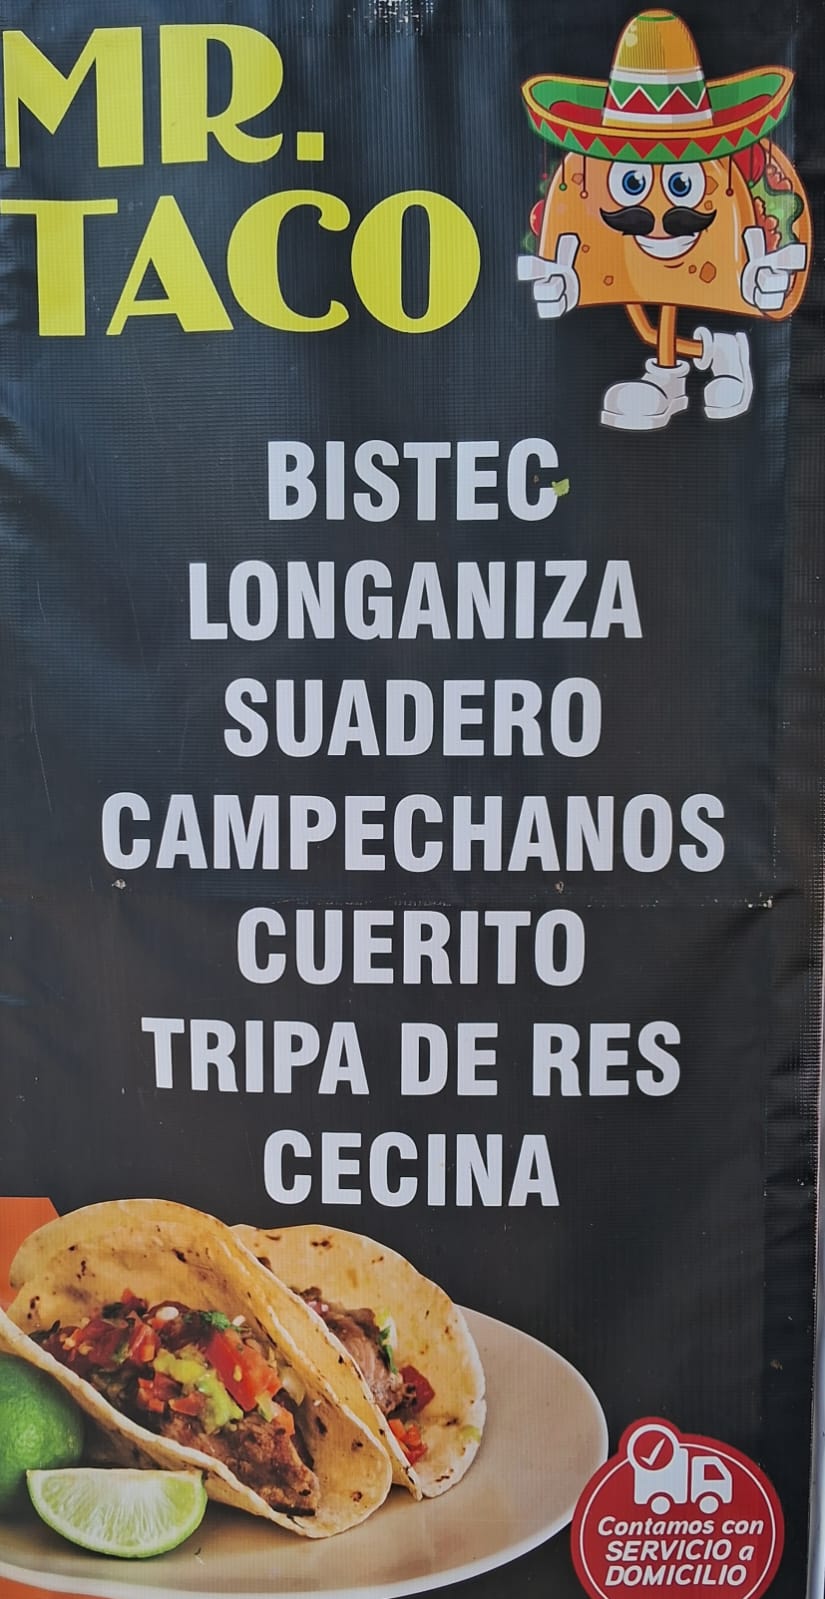 MR.
TACO
BISTEC
LONGANIZA
SUADERO
CAMPECHANOS
CUERITO
TRIPA DE RES
CECINA
Contamos con
SERVICIO a
DOMICILIO